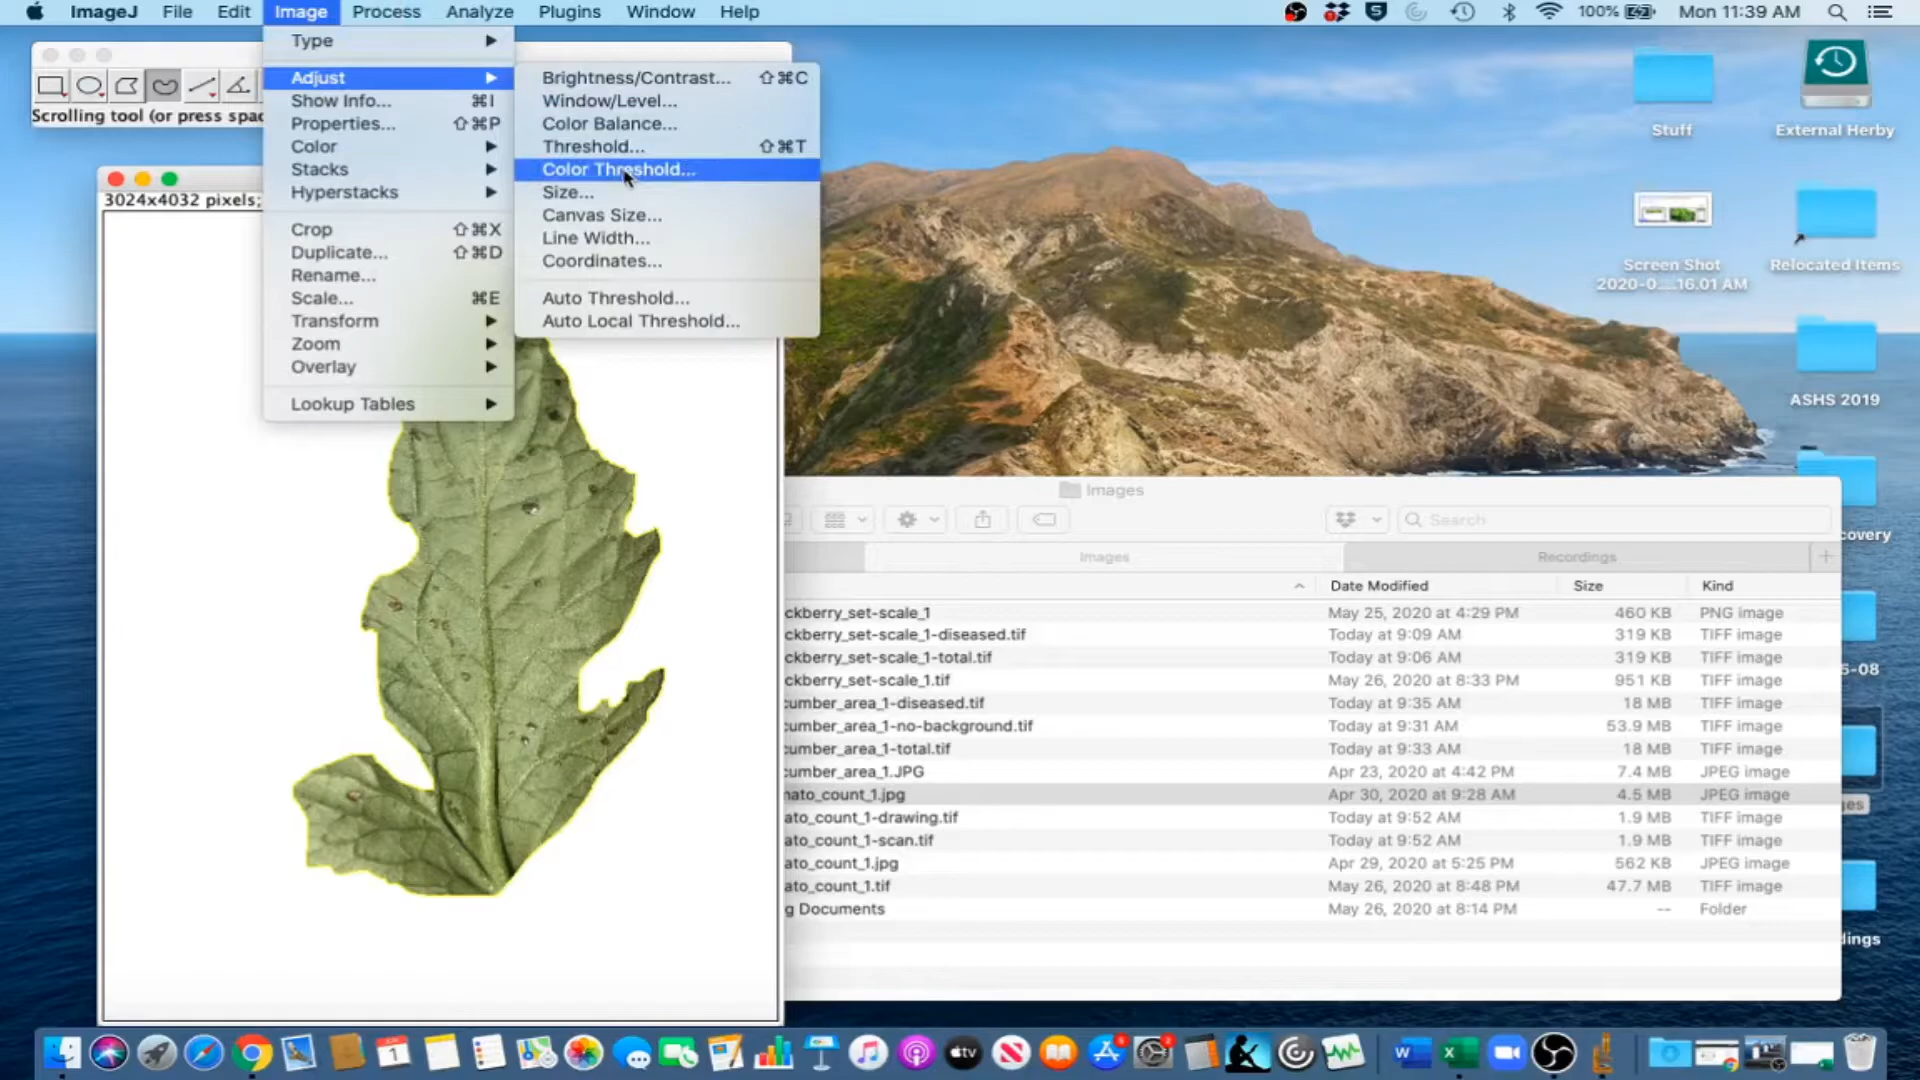 ImageJ File Edit Image Process Analyze Plugins Window Help 100% Mon 11:39 AM
Type
Adjust
Show Info... ⌘I
Properties... ⇧⌘P
Color
Stacks
Hyperstacks
Crop ⇧⌘X
Duplicate... ⇧⌘D
Rename...
Scale... ⌘E
Transform
Zoom
Overlay
Lookup Tables
Brightness/Contrast... ⇧⌘C
Window/Level...
Color Balance...
Threshold... ⇧⌘T
Color Threshold...
Size...
Canvas Size...
Line Width...
Coordinates...
Auto Threshold...
Auto Local Threshold...
Scrolling tool (or press spac
3024x4032 pixels;
Stuff
External Herby
Screen Shot
2020-0....16.01 AM
Relocated Items
ASHS 2019
covery
5-08
ges
dings
Images
Search
Images Recordings
Date Modified Size Kind
ckberry_set-scale_1 May 25, 2020 at 4:29 PM 460 KB PNG image
ckberry_set-scale_1-diseased.tif Today at 9:09 AM 319 KB TIFF image
ckberry_set-scale_1-total.tif Today at 9:06 AM 319 KB TIFF image
ckberry_set-scale_1.tif May 26, 2020 at 8:33 PM 951 KB TIFF image
cumber_area_1-diseased.tif Today at 9:35 AM 18 MB TIFF image
cumber_area_1-no-background.tif Today at 9:31 AM 53.9 MB TIFF image
cumber_area_1-total.tif Today at 9:33 AM 18 MB TIFF image
cumber_area_1.JPG Apr 23, 2020 at 4:42 PM 7.4 MB JPEG image
mato_count_1.jpg Apr 30, 2020 at 9:28 AM 4.5 MB JPEG image
ato_count_1-drawing.tif Today at 9:52 AM 1.9 MB TIFF image
ato_count_1-scan.tif Today at 9:52 AM 1.9 MB TIFF image
ato_count_1.jpg Apr 29, 2020 at 5:25 PM 562 KB JPEG image
ato_count_1.tif May 26, 2020 at 8:48 PM 47.7 MB TIFF image
g Documents May 26, 2020 at 8:14 PM -- Folder